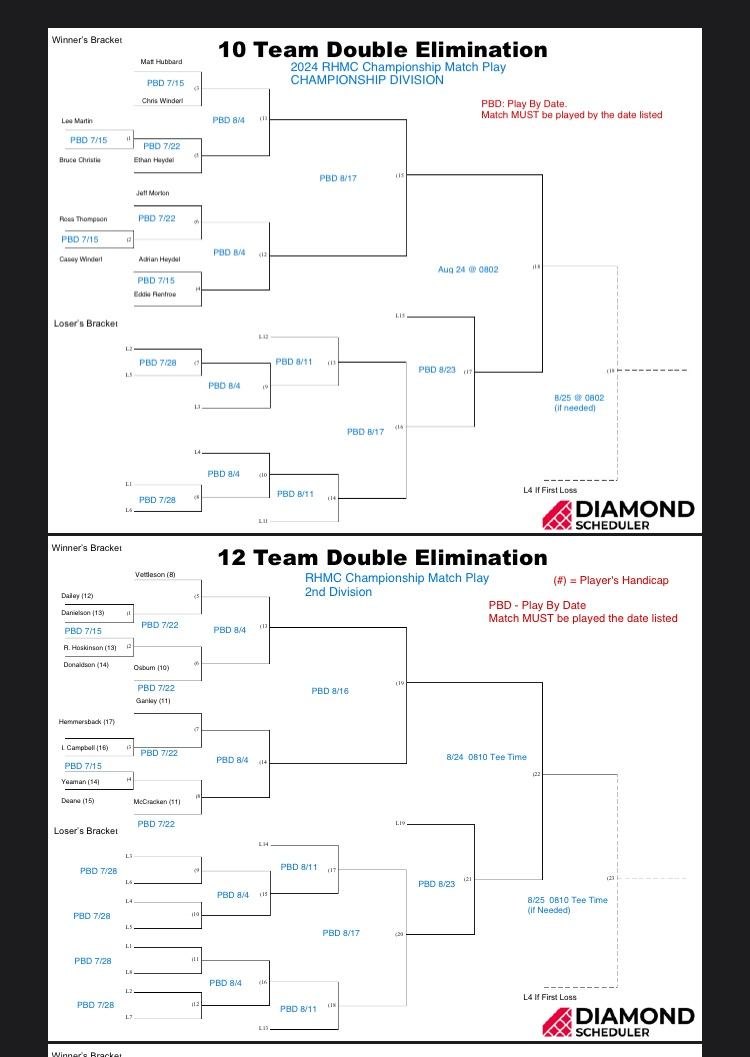 Winner's Bracket
10 Team Double Elimination
2024 RHMC Championship Match Play
CHAMPIONSHIP DIVISION
Matt Hubbard
PBD 7/15
(3
Chris Winderl
PBD: Play By Date.
Match MUST be played by the date listed
Lee Martin
PBD 8/4
(11
PBD 7/15
(1
PBD 7/22
(5
Bruce Christie
Ethan Heydel
PBD 8/17
(15
Jeff Morton
Ross Thompson
PBD 7/22
(6
PBD 7/15
(2
PBD 8/4
(12
Casey Winderl
Adrian Heydel
Aug 24 @ 0802
(18
PBD 7/15
(4
Eddie Renfroe
L15
Loser's Bracket
L12
L2
PBD 7/28
(7
PBD 8/11
(13
PBD 8/23
(17
(19
L5
PBD 8/4
(9
8/25 @ 0802
(if needed)
L3
PBD 8/17
(16
L4
PBD 8/4
(10
L1
PBD 7/28
(8
PBD 8/11
(14
L4 If First Loss
L6
L11
DIAMOND
SCHEDULER
Winner's Bracket
12 Team Double Elimination
Vettleson (8)
RHMC Championship Match Play
2nd Division
(#) = Player's Handicap
Dailey (12)
(5
PBD - Play By Date
Match MUST be played the date listed
Danielson (13)
(1
PBD 7/15
PBD 7/22
PBD 8/4
(13
R. Hoskinson (13)
(2
Donaldson (14)
Osburn (10)
(6
PBD 7/22
PBD 8/16
(19
Ganley (11)
Hemmersback (17)
(7
I. Campbell (16)
(3
PBD 7/22
PBD 8/4
(14
8/24 0810 Tee Time
PBD 7/15
(22
Yeaman (14)
(4
Deane (15)
McCracken (11)
(8
PBD 7/22
L19
Loser's Bracket
L14
L3
PBD 7/28
(9
PBD 8/11
(17
L6
PBD 8/23
(21
(23
PBD 8/4
(15
L4
PBD 7/28
(10
8/25 0810 Tee Time
(if Needed)
L5
PBD 8/17
(20
L1
PBD 7/28
(11
L8
PBD 8/4
(16
L2
PBD 7/28
(12
PBD 8/11
(18
L4 If First Loss
L7
L13
DIAMOND
SCHEDULER
Winner's Bracket